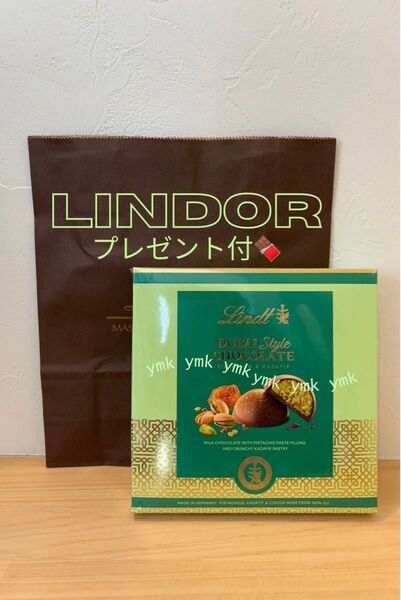 LINDOR
プレゼント付🍫
MAS
Lindt
DUBAI Style
CHOCOLATE
ymk ymk ymk ymk ymk ymk ymk
MILK CHOCOLATE WITH PISTACHIO PASTE FILLING
AND CRUNCHY KADAYIF PASTRY
MADE IN GERMANY. PISTACHIOS, KADAYIF & COCOA MASS FROM NON-EU